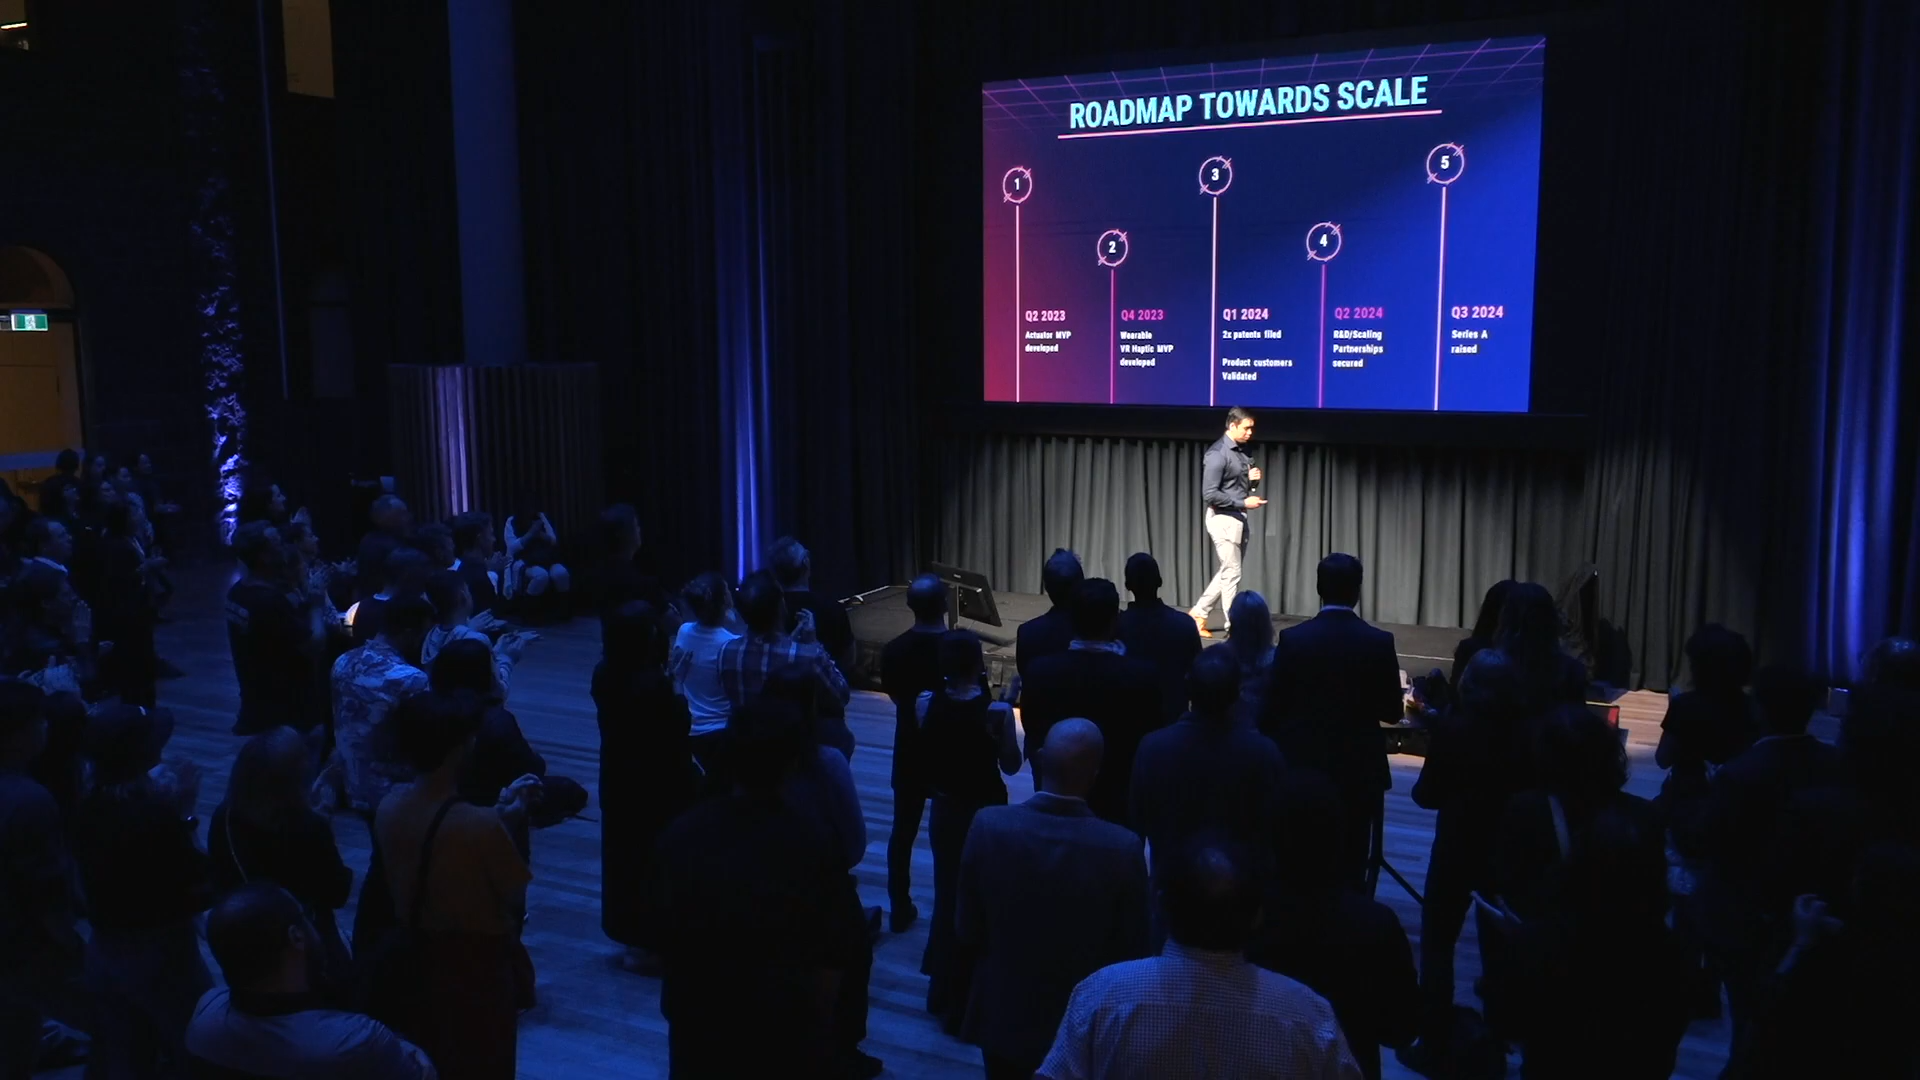 ROADMAP TOWARDS SCALE
1
2
3
4
5
Q2 2023
Actuator MVP
developed
Q4 2023
Wearable
VR Haptic MVP
developed
Q1 2024
2x patents filed
Product customers
Validated
Q2 2024
R&D/Scaling
Partnerships
secured
Q3 2024
Series A
raised